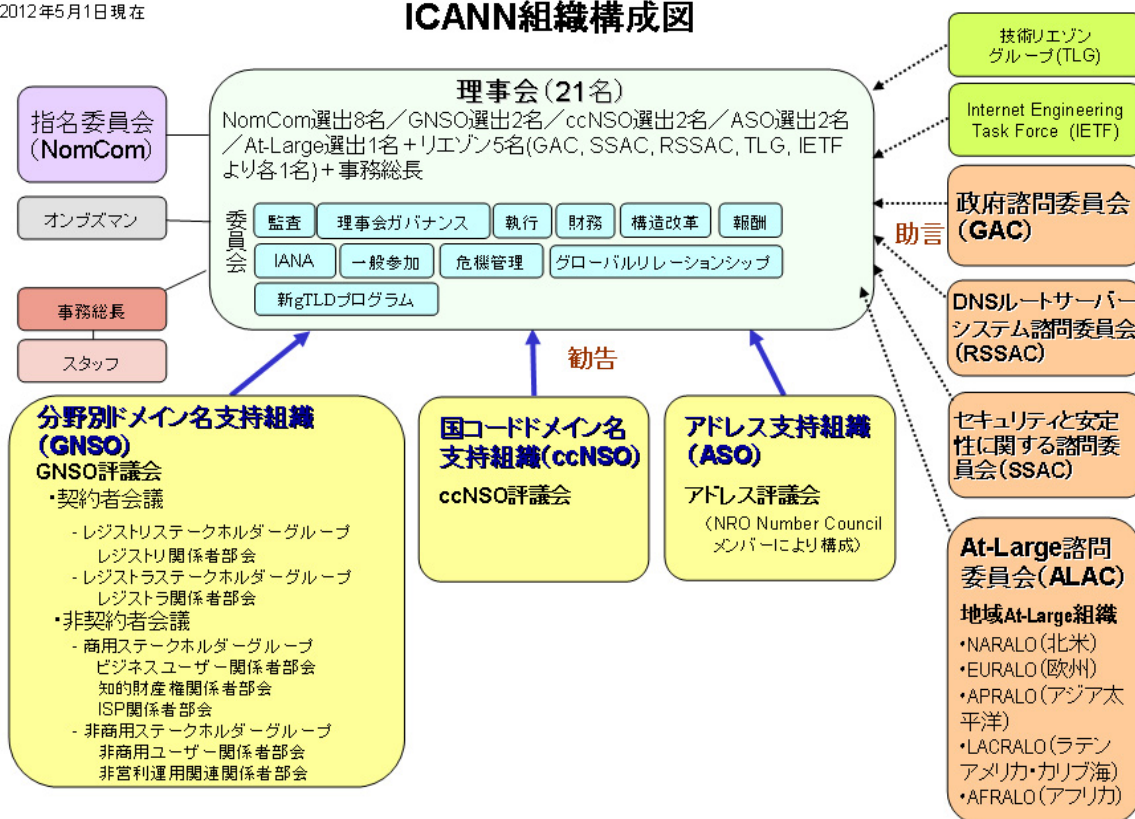 2012年5月1日現在
ICANN組織構成図
技術リエゾン
グループ(TLG)
Internet Engineering
Task Force (IETF)
理事会(21名)
NomCom選出8名／GNSO選出2名／ccNSO選出2名／ASO選出2名
／At-Large選出1名＋リエゾン5名(GAC, SSAC, RSSAC, TLG, IETF
より各1名)＋事務総長
指名委員会
(NomCom)
オンブズマン
事務総長
スタッフ
委員会
監査
理事会ガバナンス
執行
財務
構造改革
報酬
IANA
一般参加
危機管理
グローバルリレーションシップ
新gTLDプログラム
助言
政府諮問委員会
(GAC)
DNSルートサーバー
システム諮問委員会
(RSSAC)
セキュリティと安定
性に関する諮問委
員会(SSAC)
勧告
分野別ドメイン名支持組織
(GNSO)
GNSO評議会
・契約者会議
- レジストリステークホルダーグループ
レジストリ関係者部会
- レジストラステークホルダーグループ
レジストラ関係者部会
・非契約者会議
- 商用ステークホルダーグループ
ビジネスユーザー関係者部会
知的財産権関係者部会
ISP関係者部会
- 非商用ステークホルダーグループ
非商用ユーザー関係者部会
非営利運用関連関係者部会
国コードドメイン名
支持組織(ccNSO)
ccNSO評議会
アドレス支持組織
(ASO)
アドレス評議会
(NRO Number Council
メンバーにより構成)
At-Large諮問
委員会(ALAC)
地域At-Large組織
・NARALO(北米)
・EURALO(欧州)
・APRALO(アジア太
平洋)
・LACRALO(ラテン
アメリカ・カリブ海)
・AFRALO(アフリカ)